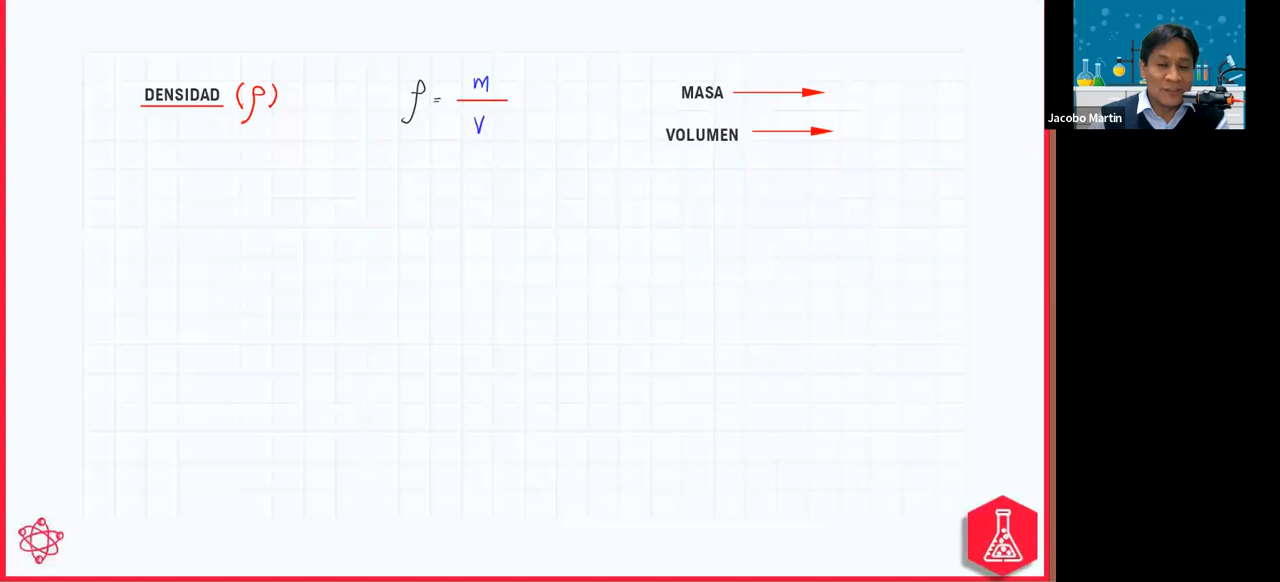 DENSIDAD (ρ)
ρ = m / V
MASA
VOLUMEN
Jacobo Martin